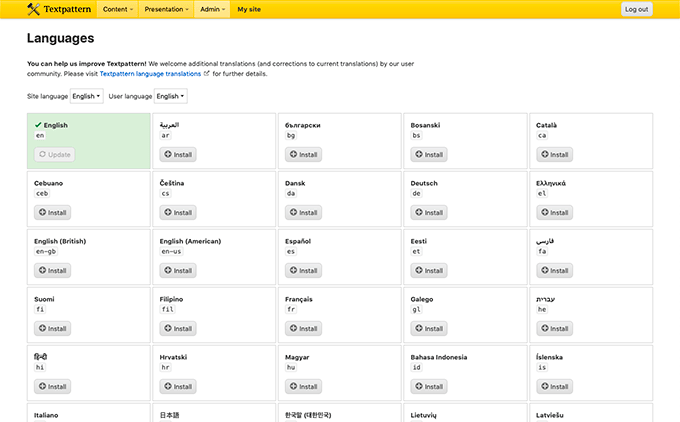 Textpattern Content Presentation Admin My site Log out
Languages
You can help us improve Textpattern! We welcome additional translations (and corrections to current translations) by our user
community. Please visit Textpattern language translations for further details.
Site language English User language English
English العربية български Bosanski Català
en ar bg bs ca
Update Install Install Install Install
Cebuano Čeština Dansk Deutsch Ελληνικά
ceb cs da de el
Install Install Install Install Install
English (British) English (American) Español Eesti فارسی
en-gb en-us es et fa
Install Install Install Install Install
Suomi Filipino Français Galego עברית
fi fil fr gl he
Install Install Install Install Install
हिन्दी Hrvatski Magyar Bahasa Indonesia Íslenska
hi hr hu id is
Install Install Install Install Install
Italiano 日本語 한국말 (대한민국) Lietuvių Latviešu